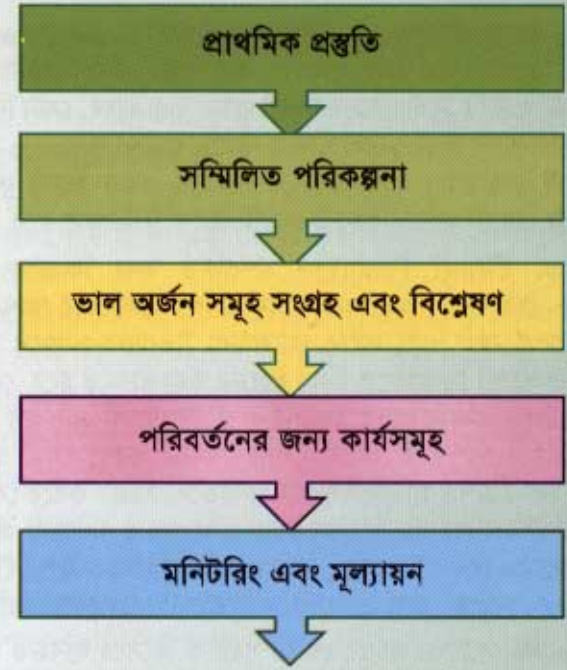 প্রাথমিক প্রস্তুতি
সম্মিলিত পরিকল্পনা
ভাল অর্জন সমূহ সংগ্রহ এবং বিশ্লেষণ
পরিবর্তনের জন্য কার্যসমূহ
মনিটরিং এবং মূল্যায়ন